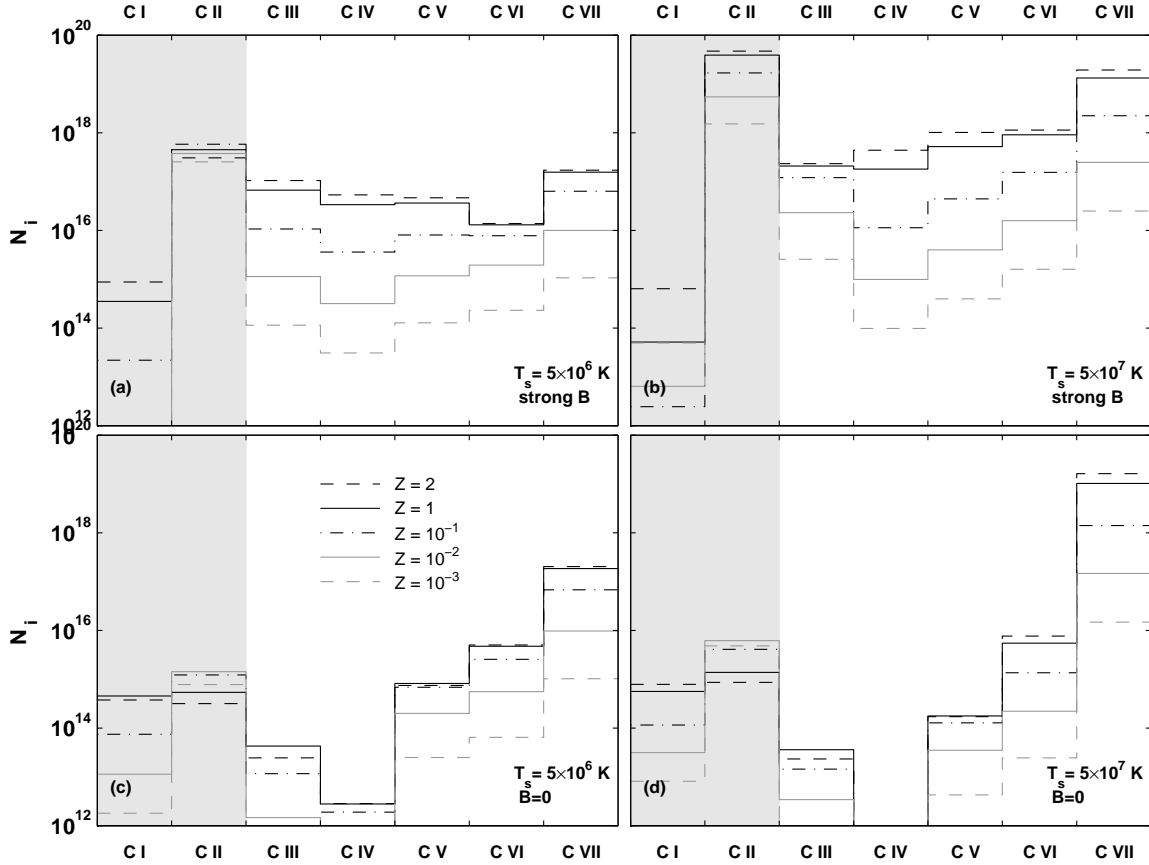 C I C II C III C IV C V C VI C VII C I C II C III C IV C V C VI C VII
10^20
10^18
10^16
10^14
10^12
N_i
(a)
T_s = 5×10^6 K
strong B
(b)
T_s = 5×10^7 K
strong B
10^20
10^18
10^16
10^14
10^12
N_i
Z = 2
Z = 1
Z = 10^−1
Z = 10^−2
Z = 10^−3
(c)
T_s = 5×10^6 K
B=0
(d)
T_s = 5×10^7 K
B=0
C I C II C III C IV C V C VI C VII C I C II C III C IV C V C VI C VII